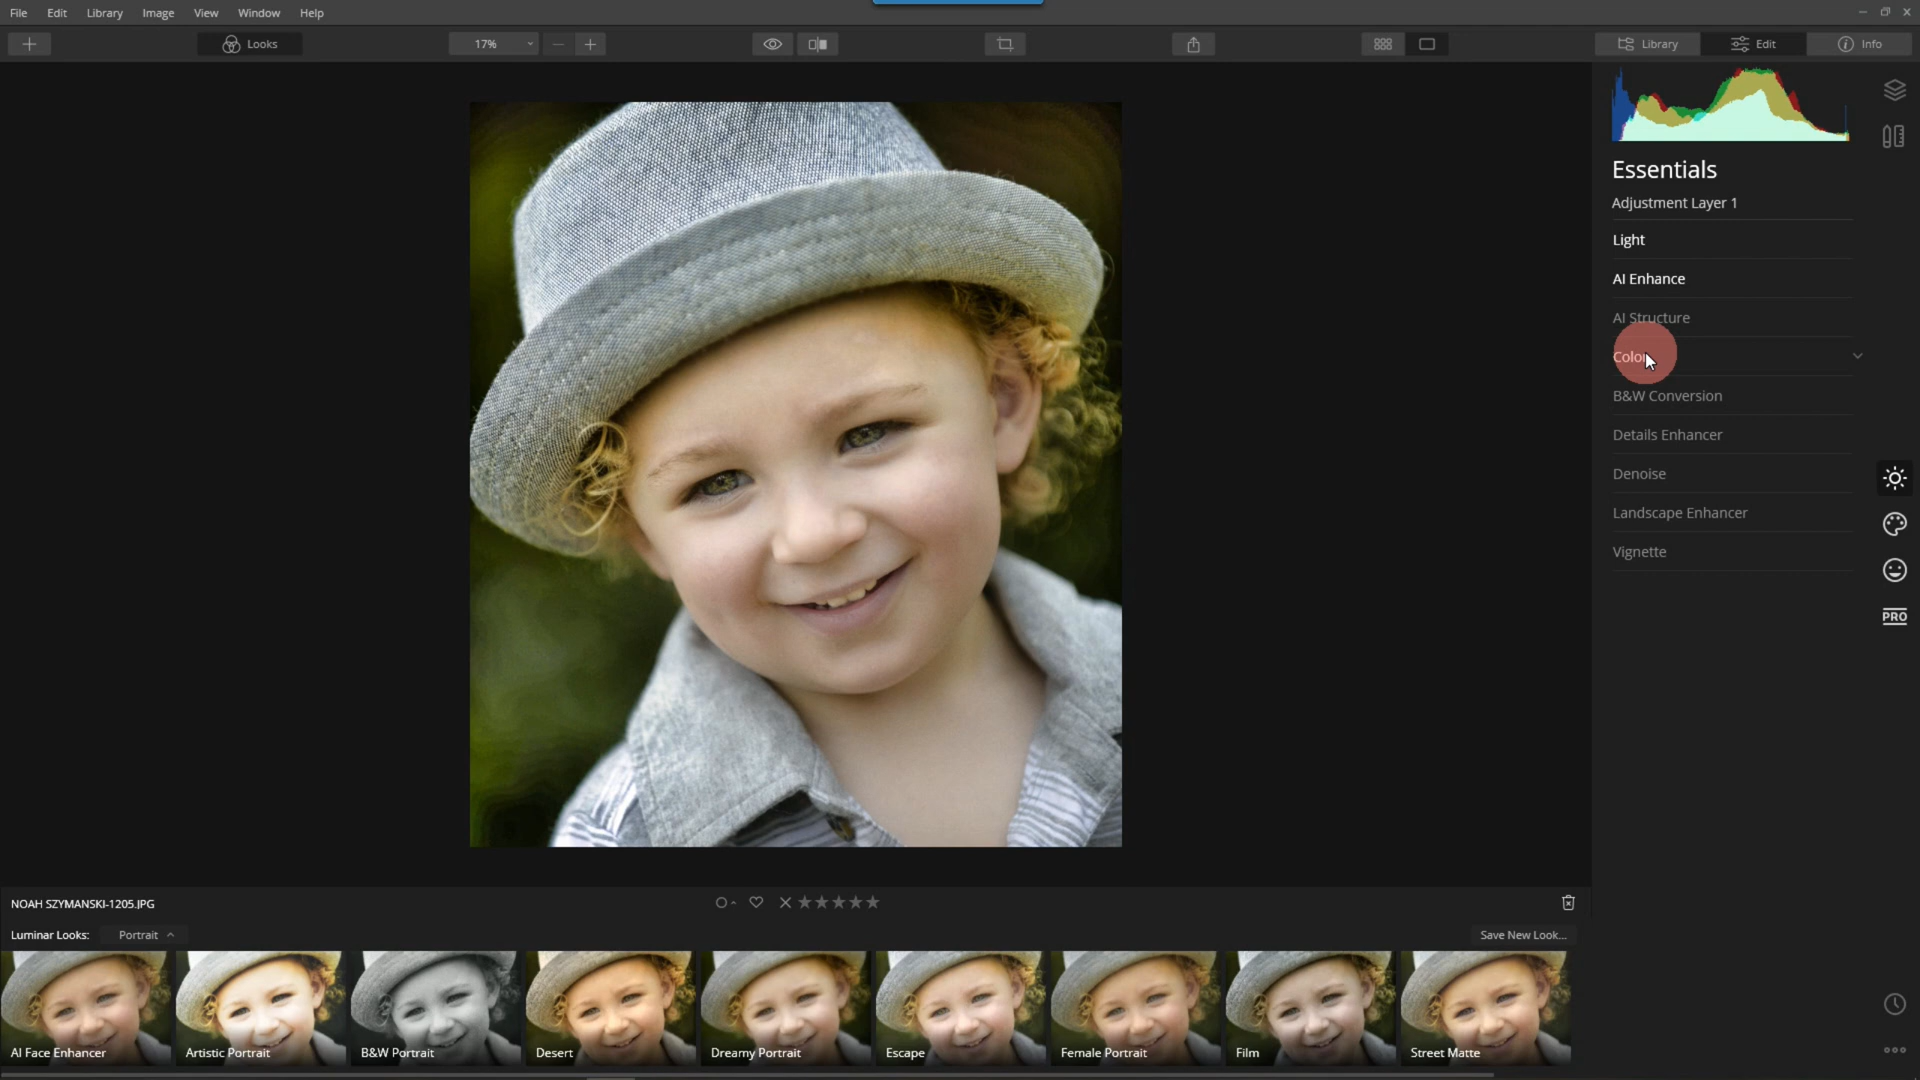 File Edit Library Image View Window Help
Looks 17% Library Edit Info
Essentials
Adjustment Layer 1
Light
AI Enhance
AI Structure
Color
B&W Conversion
Details Enhancer
Denoise
Landscape Enhancer
Vignette
PRO
NOAH SZYMANSKI-1205.JPG
Luminar Looks: Portrait Save New Look...
AI Face Enhancer Artistic Portrait B&W Portrait Desert Dreamy Portrait Escape Female Portrait Film Street Matte